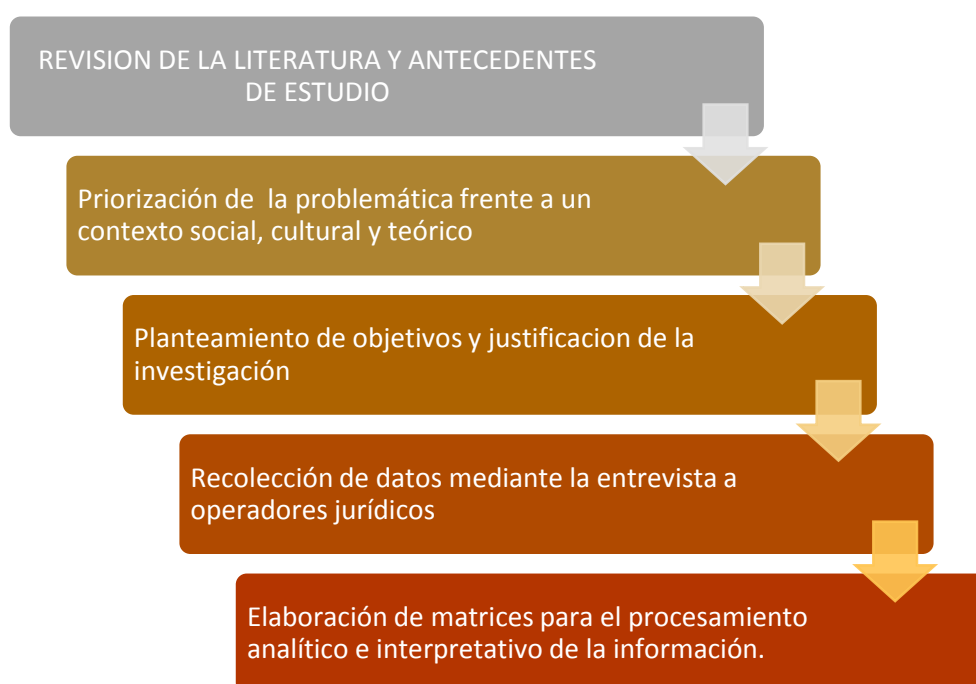 REVISION DE LA LITERATURA Y ANTECEDENTES
DE ESTUDIO
Priorización de la problemática frente a un
contexto social, cultural y teórico
Planteamiento de objetivos y justificacion de la
investigación
Recolección de datos mediante la entrevista a
operadores jurídicos
Elaboración de matrices para el procesamiento
analítico e interpretativo de la información.